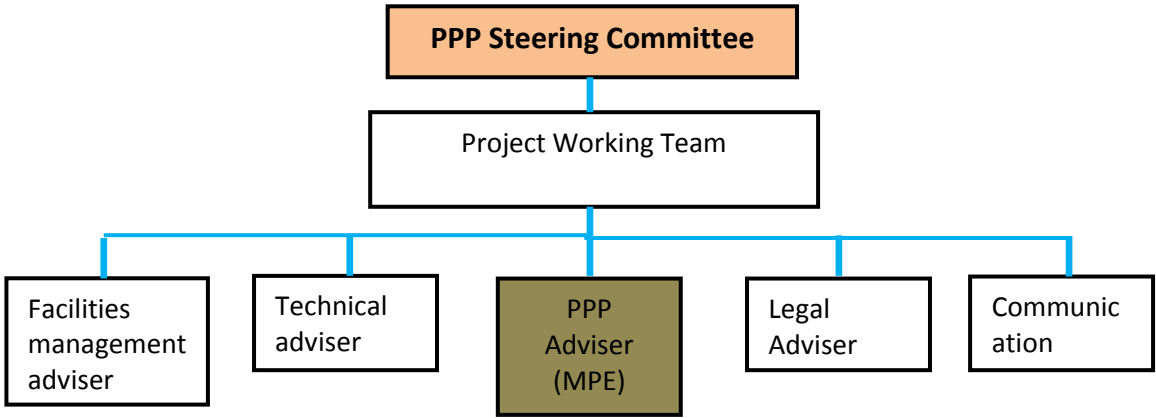 PPP Steering Committee
Project Working Team
Facilities
management
adviser
Technical
adviser
PPP
Adviser
(MPE)
Legal
Adviser
Communic
ation